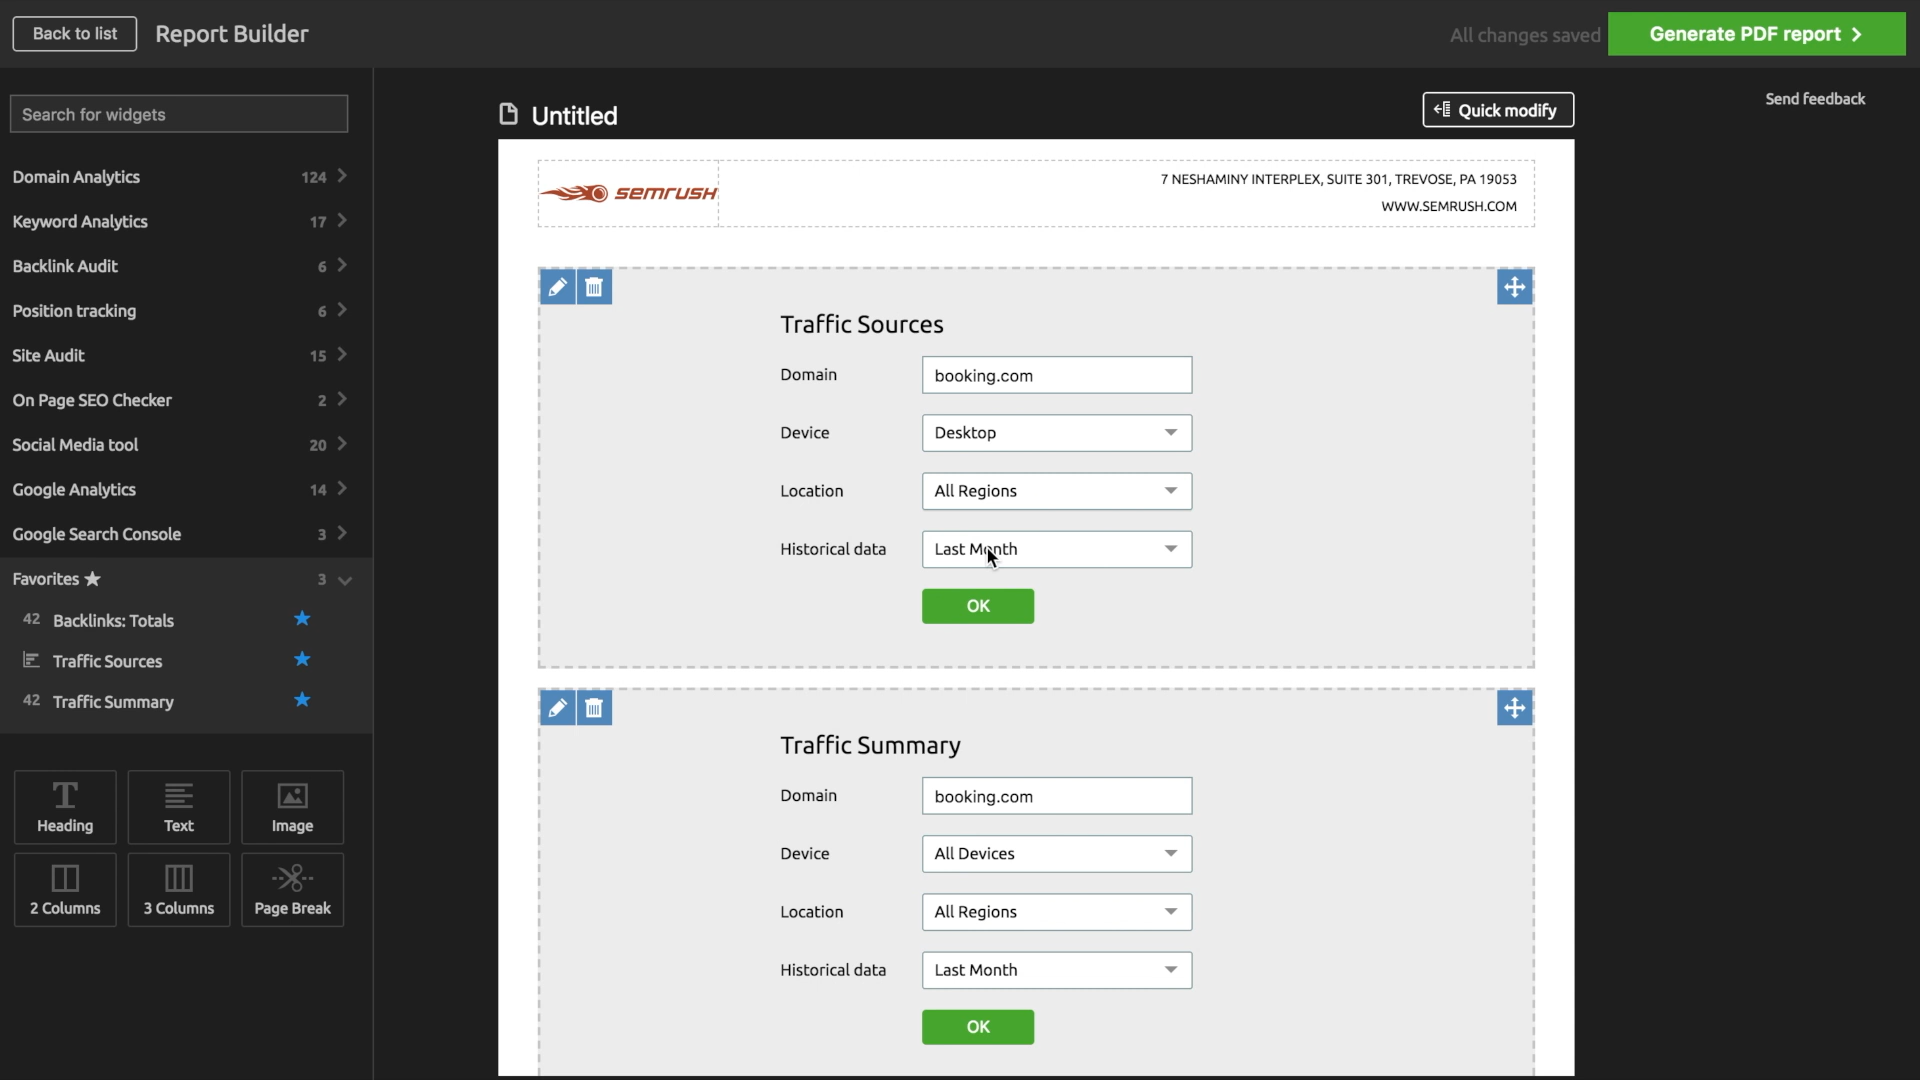 Back to list
Report Builder
All changes saved
Generate PDF report
Search for widgets
Untitled
Quick modify
Send feedback
Domain Analytics 124
Keyword Analytics 17
Backlink Audit 6
Position tracking 6
Site Audit 15
On Page SEO Checker 2
Social Media tool 20
Google Analytics 14
Google Search Console 3
Favorites 3
42 Backlinks: Totals
Traffic Sources
42 Traffic Summary
Heading
Text
Image
2 Columns
3 Columns
Page Break
semrush
7 NESHAMINY INTERPLEX, SUITE 301, TREVOSE, PA 19053
WWW.SEMRUSH.COM
Traffic Sources
Domain booking.com
Device Desktop
Location All Regions
Historical data Last Month
OK
Traffic Summary
Domain booking.com
Device All Devices
Location All Regions
Historical data Last Month
OK